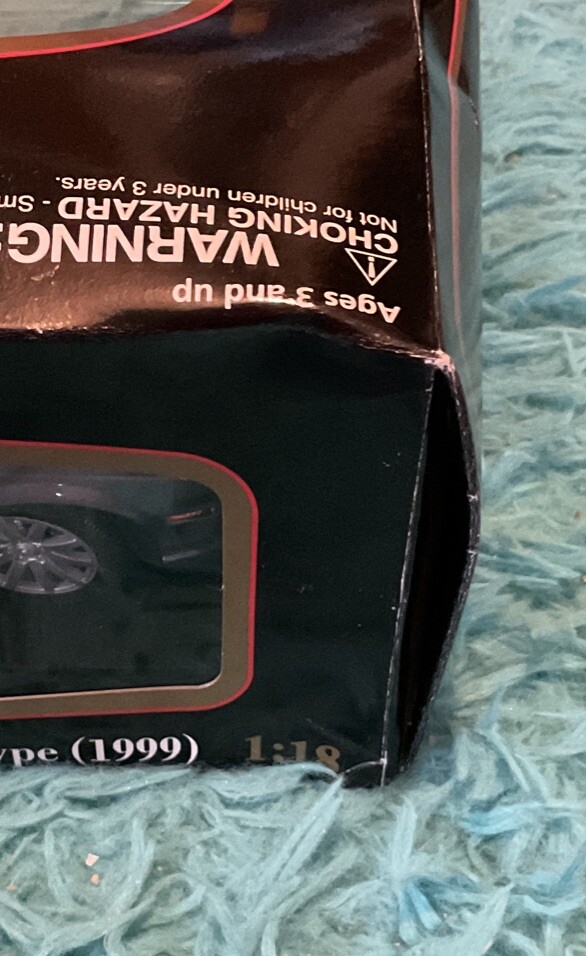 Ages 3 and up
WARNING:
CHOKING HAZARD - Sm
Not for children under 3 years.
ype (1999) 1:18